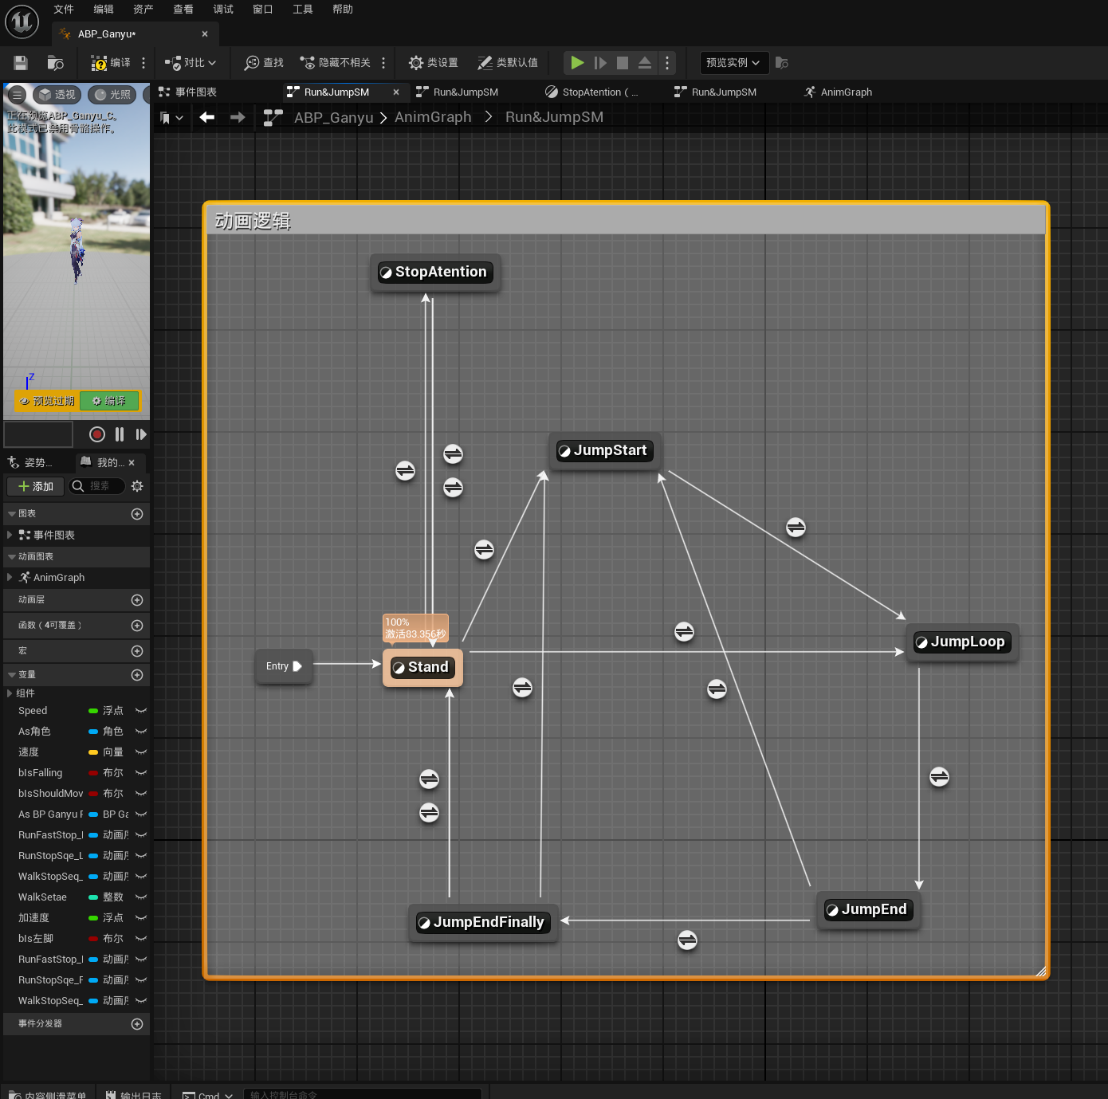 文件 编辑 资产 查看 调试 窗口 工具 帮助
ABP_Ganyu*
编译 对比 查找 隐藏不相关 类设置 类默认值 预览实例
透视 光照
正在预览ABP_Ganyu_C。
此模式已禁用骨骼操作。
事件图表 Run&JumpSM Run&JumpSM StopAtention ( ... Run&JumpSM AnimGraph
ABP_Ganyu > AnimGraph > Run&JumpSM
动画逻辑
StopAtention
JumpStart
100%
激活83.356秒
Entry
Stand
JumpLoop
JumpEndFinally
JumpEnd
Z
预览过期 编译
姿势... 我的...
添加 搜索
图表
事件图表
动画图表
AnimGraph
动画层
函数（4可覆盖）
宏
变量
组件
Speed 浮点
As角色 角色
速度 向量
bIsFalling 布尔
bIsShouldMov 布尔
As BP Ganyu BP Ga
RunFastStop_ 动画
RunStopSqe_ 动画
WalkStopSeq_ 动画
WalkSetae 整数
加速度 浮点
bIs左脚 布尔
RunFastStop_ 动画
RunStopSqe_ 动画
WalkStopSeq_ 动画
事件分发器
内容侧滑菜单 输出日志 Cmd 输入控制台命令